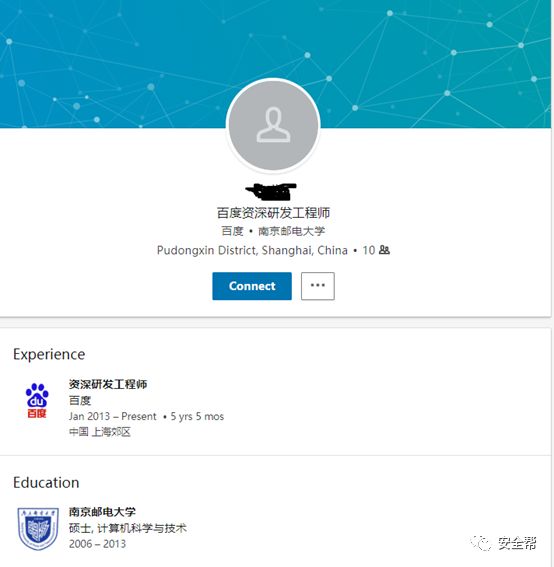 百度资深研发工程师
百度 • 南京邮电大学
Pudongxin District, Shanghai, China • 10
Connect
Experience
资深研发工程师
百度
Jan 2013 – Present • 5 yrs 5 mos
中国 上海郊区
du
百度
Education
南京邮电大学
硕士, 计算机科学与技术
2006 – 2013
安全帮